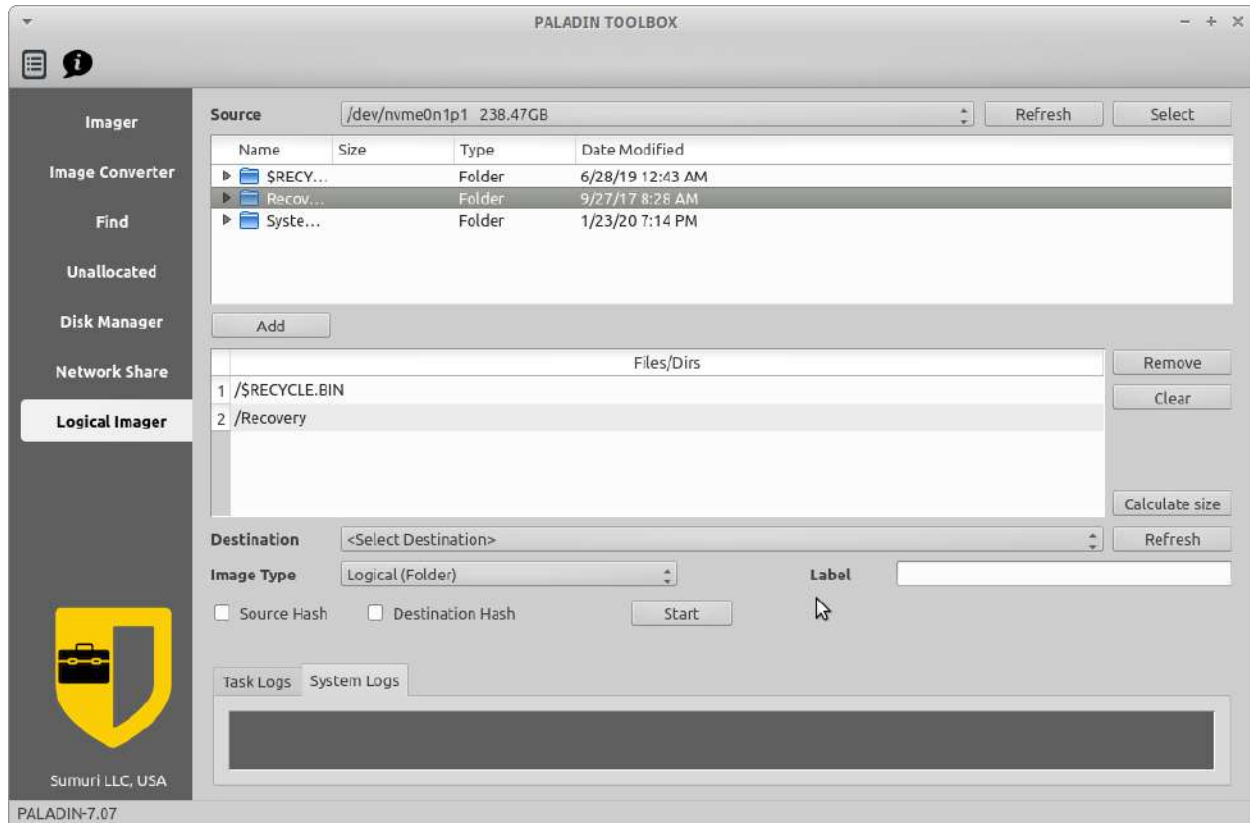 PALADIN TOOLBOX
Imager
Image Converter
Find
Unallocated
Disk Manager
Network Share
Logical Imager
Sumuri LLC, USA
Source /dev/nvme0n1p1 238.47GB Refresh Select
Name Size Type Date Modified
$RECY... Folder 6/28/19 12:43 AM
Recov... Folder 9/27/17 8:28 AM
Syste... Folder 1/23/20 7:14 PM
Add
Files/Dirs Remove
1 /$RECYCLE.BIN
Clear
2 /Recovery
Calculate size
Destination <Select Destination> Refresh
Image Type Logical (Folder) Label
Source Hash Destination Hash Start
Task Logs System Logs
PALADIN-7.07